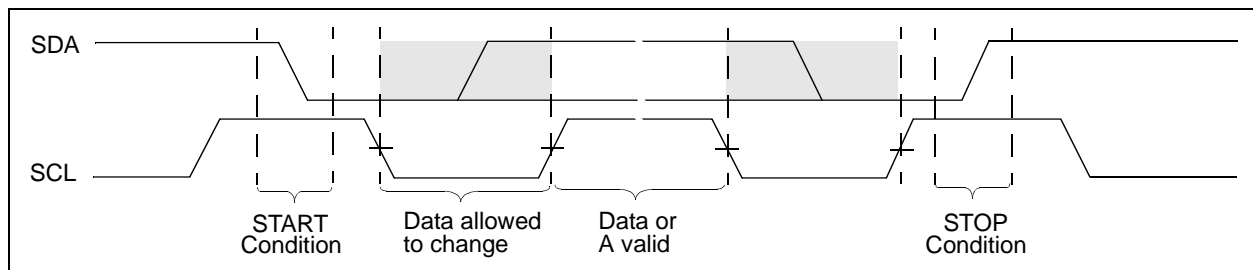 SDA
SCL
START
Condition
Data allowed
to change
Data or
A valid
STOP
Condition